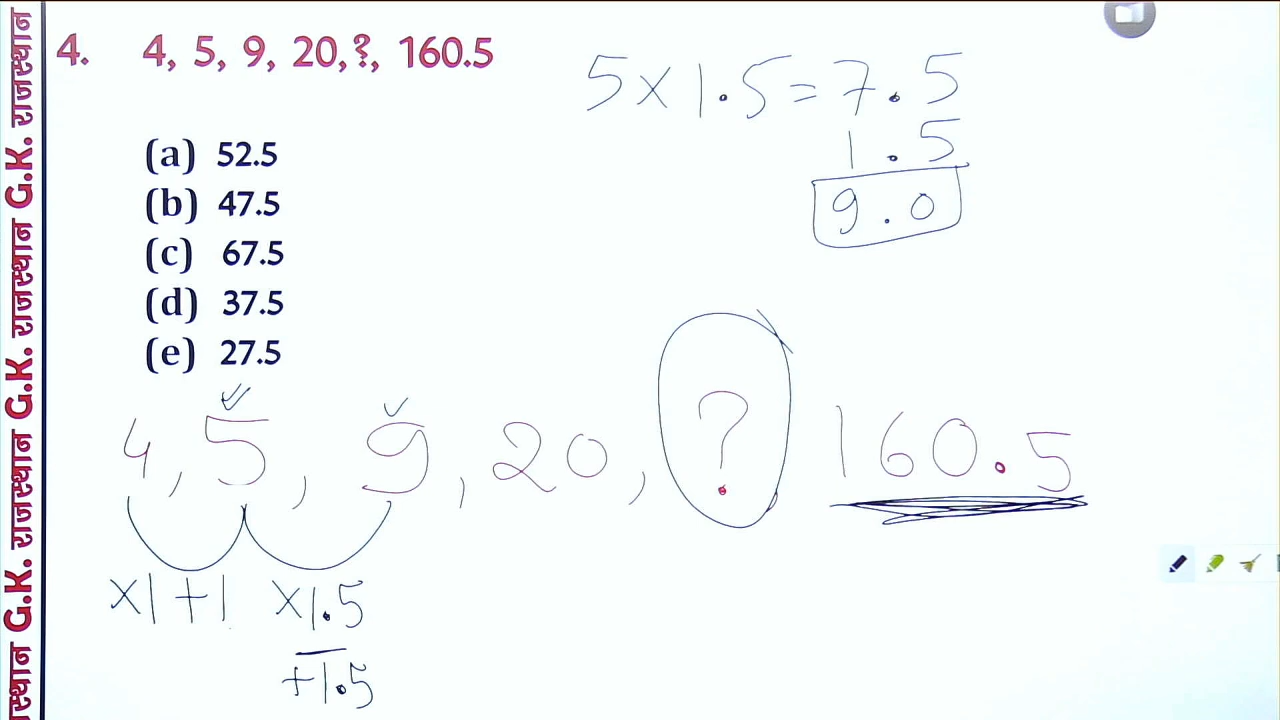 4. 4, 5, 9, 20,?, 160.5
(a) 52.5
(b) 47.5
(c) 67.5
(d) 37.5
(e) 27.5
5×1.5=7.5
1.5
9.0
4, 5, 9, 20, ? 160.5
×1+1 ×1.5
+1.5
G.K. राजस्थान G.K. राजस्थान G.K. राजस्थान G.K. राजस्थान